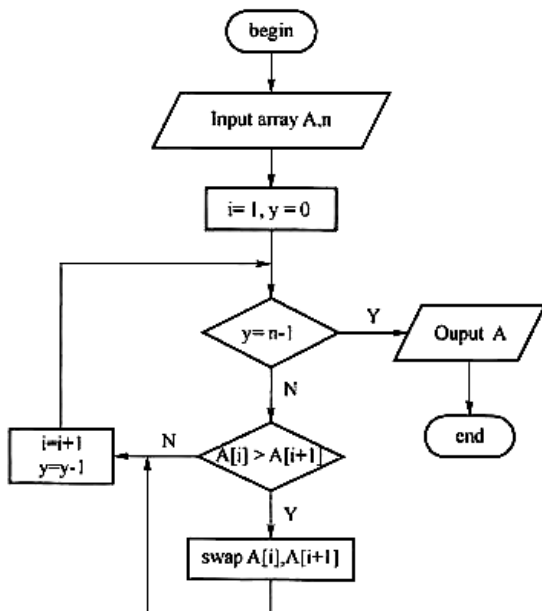 begin
Input array A,n
i= 1 , y = 0
y= n-1
Y
Ouput A
N
end
A[i] > A[i+1]
N
i=i+1
y=y-1
Y
swap A[i],A[i+1]